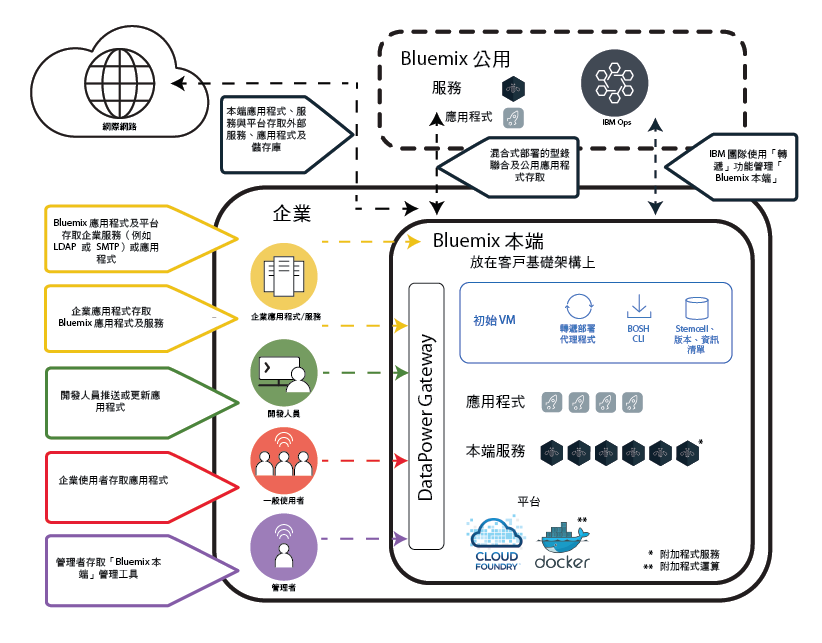 Bluemix 公用
服務
應用程式
IBM Ops
網際網路
本端應用程式、服
務與平台存取外部
服務、應用程式及
儲存庫
混合式部署的型錄
聯合及公用應用程
式存取
IBM 團隊使用「轉
遞」功能管理「
Bluemix 本端」
企業
Bluemix 應用程式及平台
存取企業服務（例如
LDAP 或 SMTP）或應用
程式
企業應用程式存取
Bluemix 應用程式及服務
開發人員推送或更新應
用程式
企業使用者存取應用程式
管理者存取「Bluemix 本
端」管理工具
企業應用程式/服務
開發人員
一般使用者
管理者
DataPower Gateway
Bluemix 本端
放在客戶基礎架構上
初始 VM
轉遞部署
代理程式
BOSH
CLI
Stemcell、
版本、資訊
清單
應用程式
本端服務
*
平台
CLOUD
FOUNDRY
docker
**
* 附加程式服務
** 附加程式運算